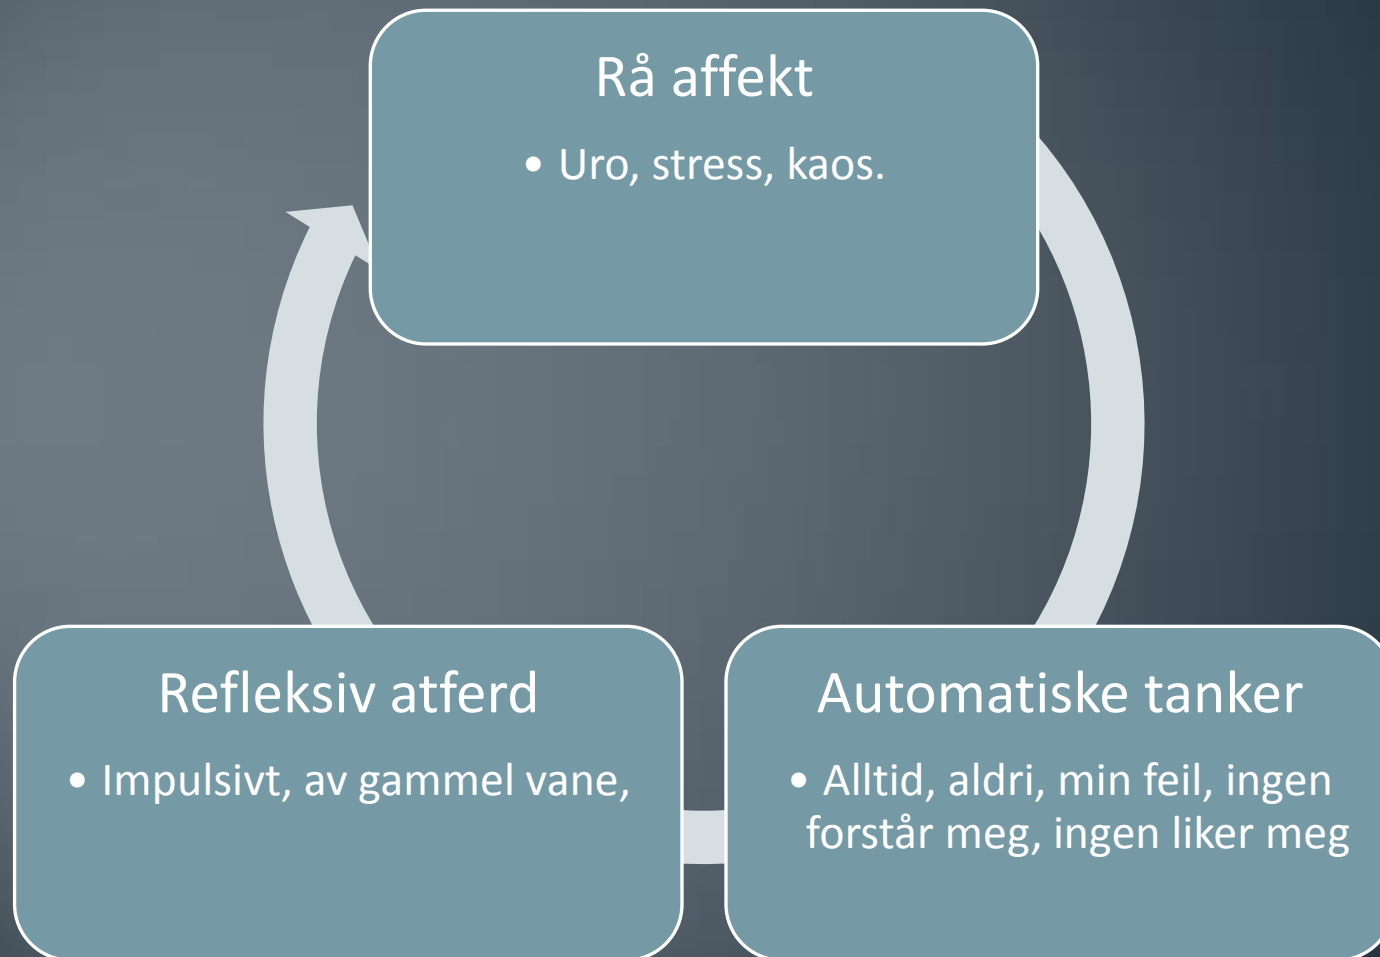 Rå affekt
• Uro, stress, kaos.
Refleksiv atferd
• Impulsivt, av gammel vane,
Automatiske tanker
• Alltid, aldri, min feil, ingen
forstår meg, ingen liker meg